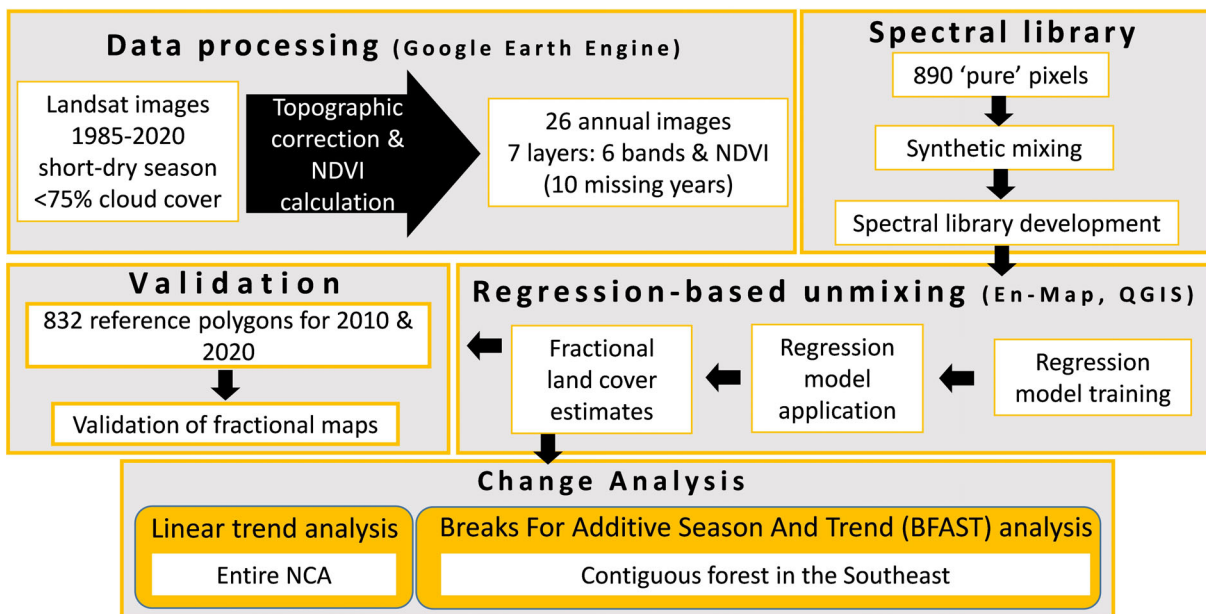 Data processing (Google Earth Engine)
Landsat images
1985-2020
short-dry season
<75% cloud cover
Topographic
correction &
NDVI
calculation
26 annual images
7 layers: 6 bands & NDVI
(10 missing years)
Spectral library
890 ‘pure’ pixels
Synthetic mixing
Spectral library development
Validation
832 reference polygons for 2010 &
2020
Validation of fractional maps
Regression-based unmixing (En-Map, QGIS)
Fractional
land cover
estimates
Regression
model
application
Regression
model training
Change Analysis
Linear trend analysis
Entire NCA
Breaks For Additive Season And Trend (BFAST) analysis
Contiguous forest in the Southeast